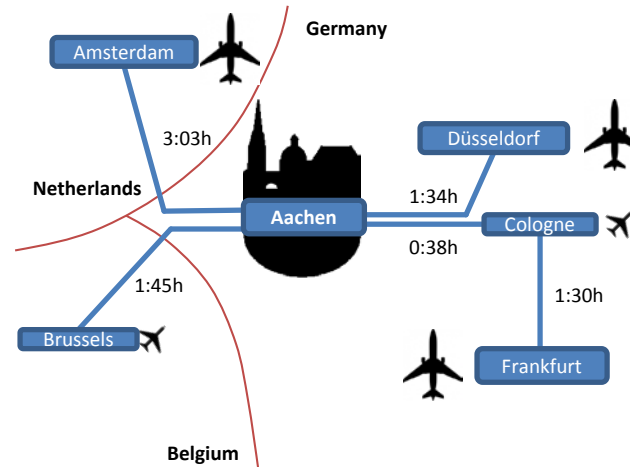 Germany
Amsterdam
3:03h
Düsseldorf
Netherlands
1:34h
Aachen
Cologne
0:38h
1:45h
1:30h
Brussels
Frankfurt
Belgium